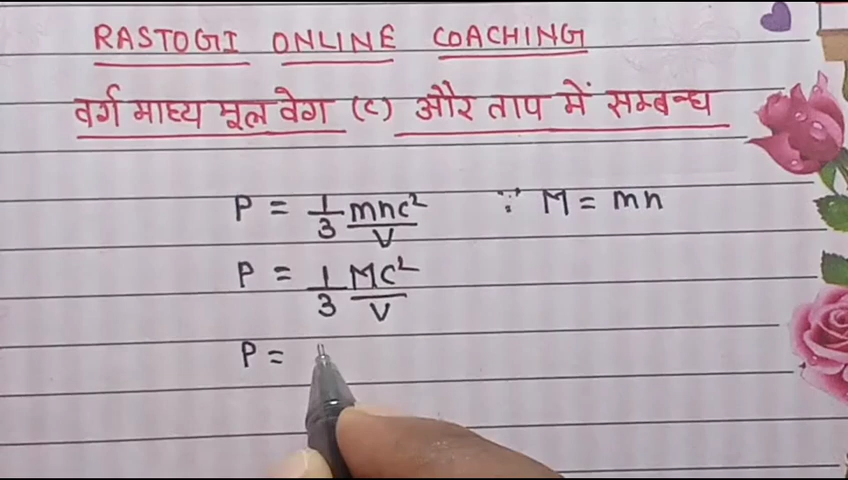 RASTOGI ONLINE COACHING
वर्ग माध्य मूल वेग (c) और ताप में सम्बन्ध
P = 1/3 mnc²/V ∵ M = mn
P = 1/3 Mc²/V
P =